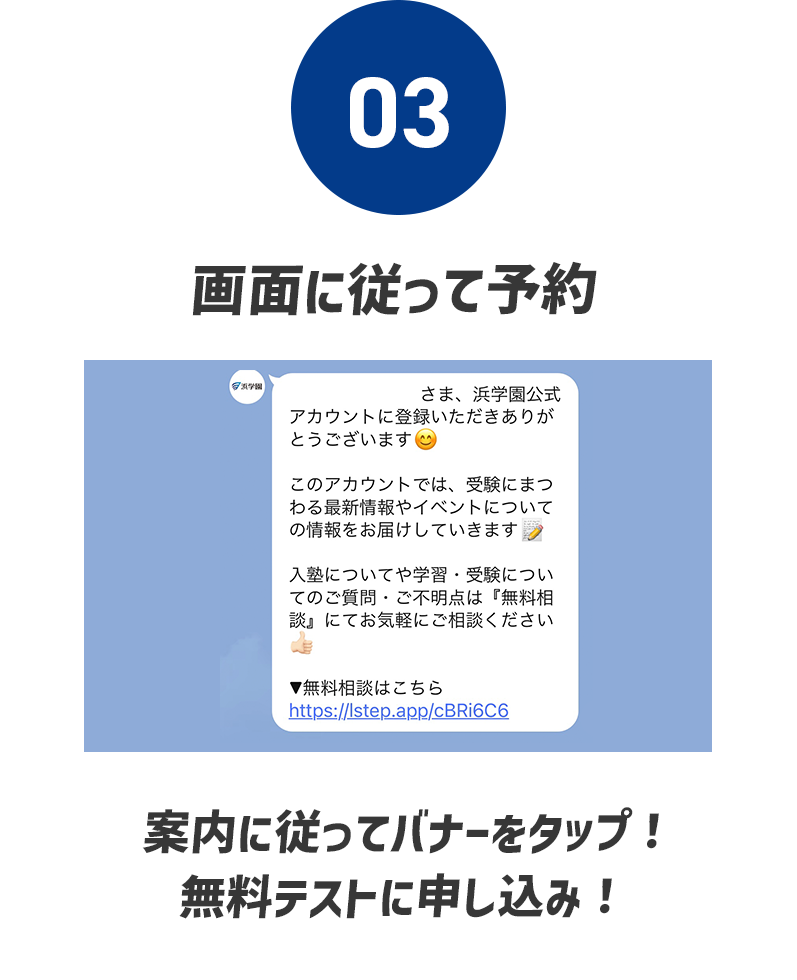 03
画面に従って予約
浜学園
さま、浜学園公式
アカウントに登録いただきありが
とうございます😊
このアカウントでは、受験にまつ
わる最新情報やイベントについて
の情報をお届けしていきます📝
入塾についてや学習・受験につい
てのご質問・ご不明点は『無料相
談』にてお気軽にご相談ください
👍🏻
▼無料相談はこちら
https://lstep.app/cBRi6C6
案内に従ってバナーをタップ！
無料テストに申し込み！